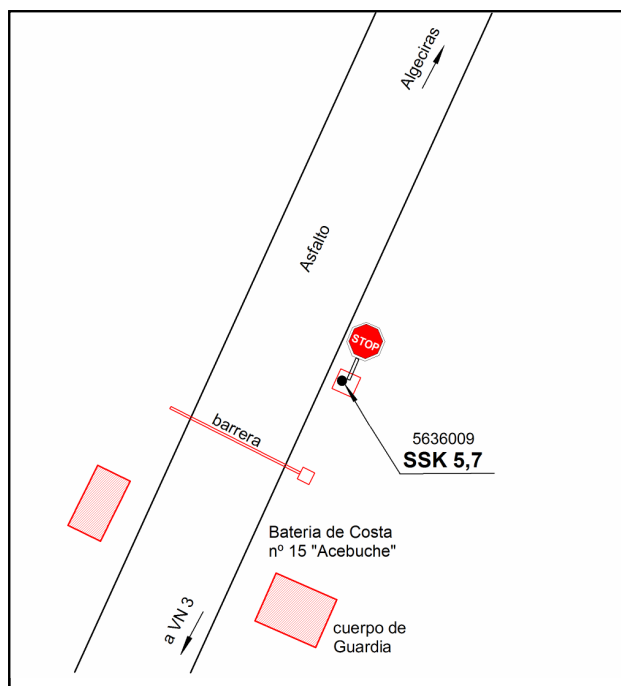 Algeciras
Asfalto
STOP
barrera
5636009
SSK 5,7
Bateria de Costa
nº 15 "Acebuche"
a VN 3
cuerpo de
Guardia